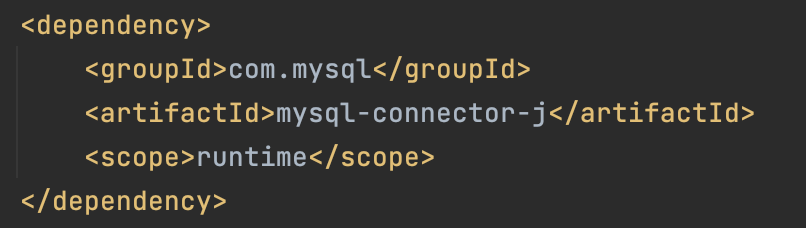 <dependency>
    <groupId>com.mysql</groupId>
    <artifactId>mysql-connector-j</artifactId>
    <scope>runtime</scope>
</dependency>